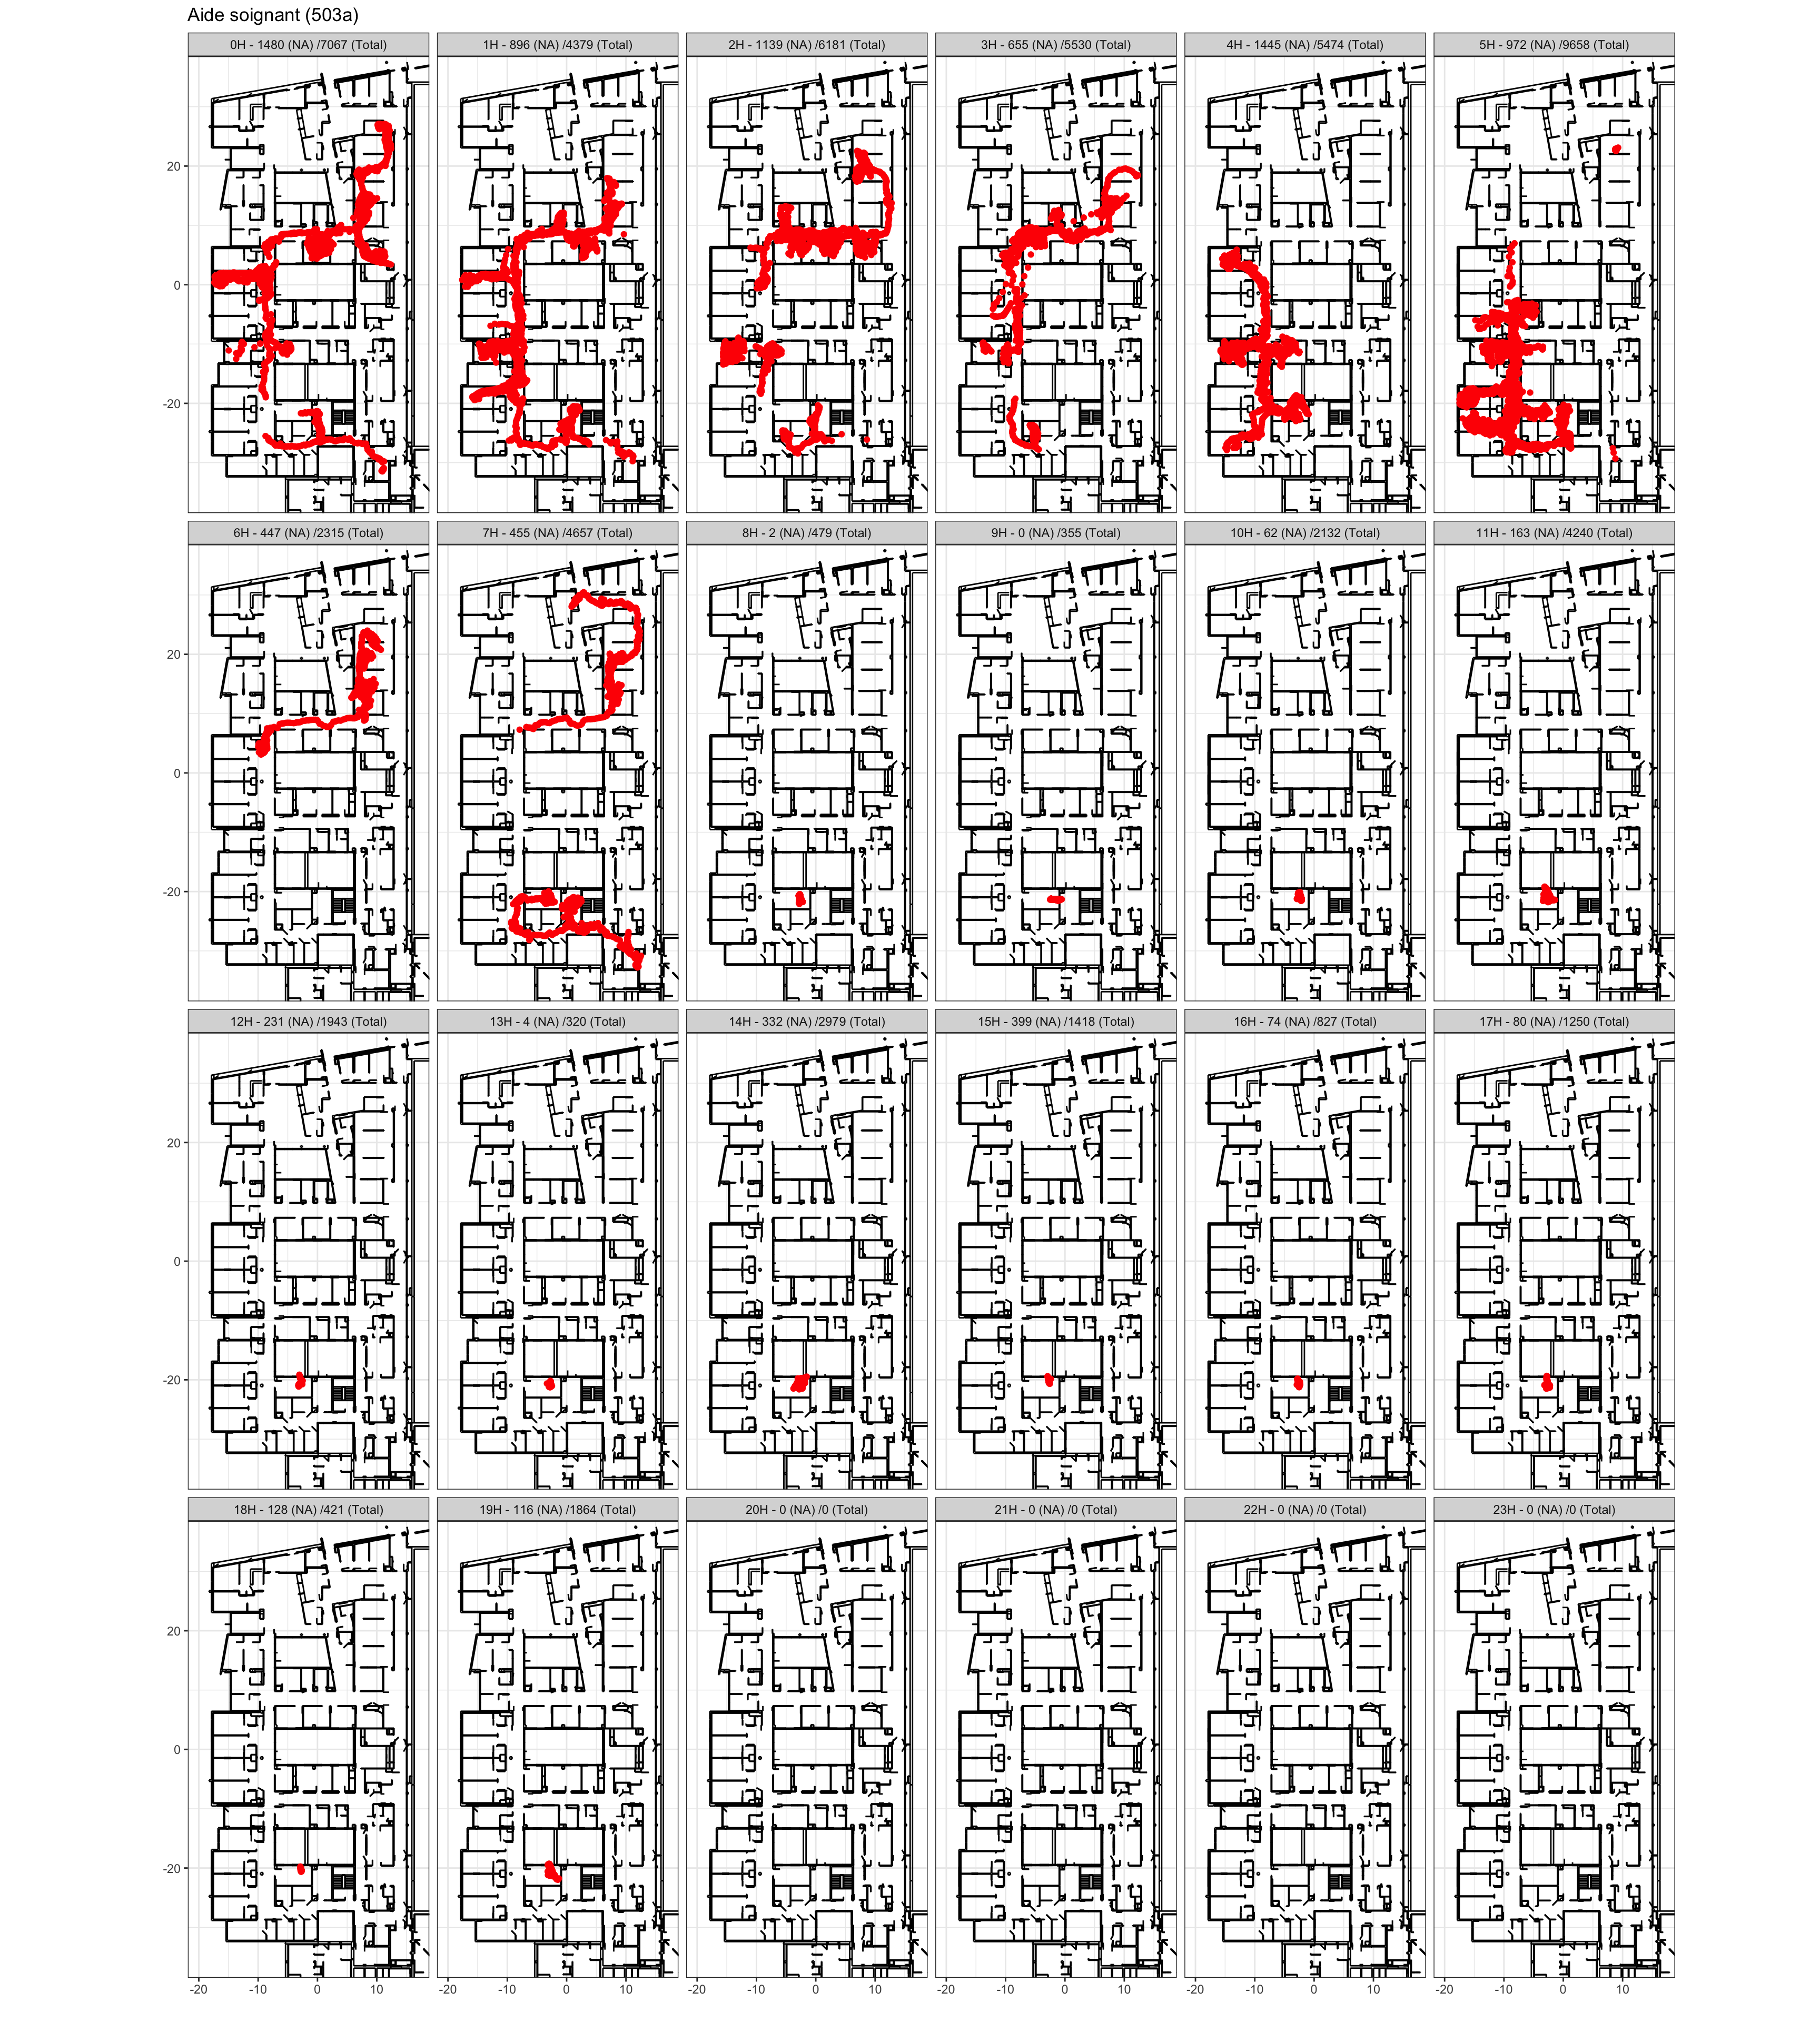 Aide soignant (503a)
0H - 1480 (NA) /7067 (Total) 1H - 896 (NA) /4379 (Total) 2H - 1139 (NA) /6181 (Total) 3H - 655 (NA) /5530 (Total) 4H - 1445 (NA) /5474 (Total) 5H - 972 (NA) /9658 (Total)
20
0
-20
6H - 447 (NA) /2315 (Total) 7H - 455 (NA) /4657 (Total) 8H - 2 (NA) /479 (Total) 9H - 0 (NA) /355 (Total) 10H - 62 (NA) /2132 (Total) 11H - 163 (NA) /4240 (Total)
20
0
-20
12H - 231 (NA) /1943 (Total) 13H - 4 (NA) /320 (Total) 14H - 332 (NA) /2979 (Total) 15H - 399 (NA) /1418 (Total) 16H - 74 (NA) /827 (Total) 17H - 80 (NA) /1250 (Total)
20
0
-20
18H - 128 (NA) /421 (Total) 19H - 116 (NA) /1864 (Total) 20H - 0 (NA) /0 (Total) 21H - 0 (NA) /0 (Total) 22H - 0 (NA) /0 (Total) 23H - 0 (NA) /0 (Total)
20
0
-20
-20 -10 0 10 -20 -10 0 10 -20 -10 0 10 -20 -10 0 10 -20 -10 0 10 -20 -10 0 10